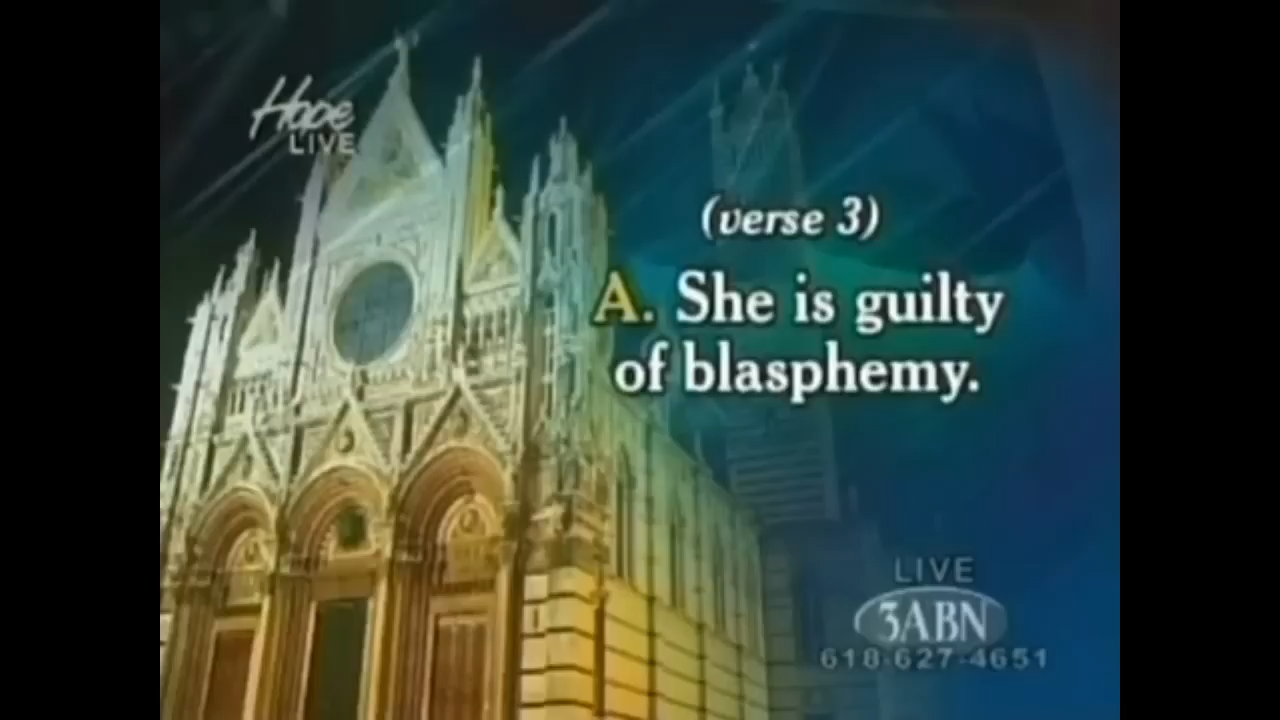 Hope
LIVE
(verse 3)
A. She is guilty
of blasphemy.
LIVE
3ABN
618-627-4651